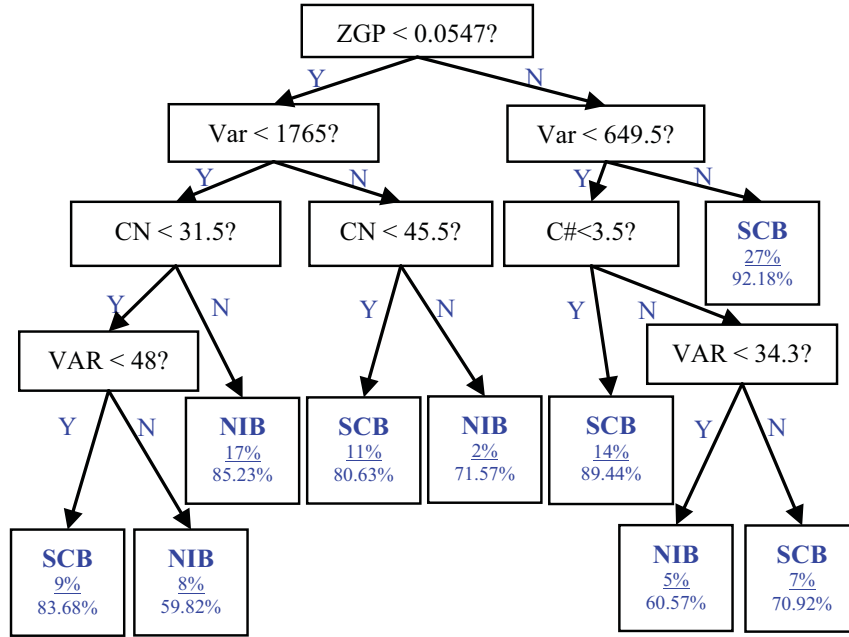 ZGP < 0.0547?
Y
N
Var < 1765?
Var < 649.5?
Y
N
Y
N
CN < 31.5?
CN < 45.5?
C#<3.5?
SCB
27%
92.18%
Y
N
Y
N
Y
N
VAR < 48?
VAR < 34.3?
NIB
17%
85.23%
SCB
11%
80.63%
NIB
2%
71.57%
SCB
14%
89.44%
Y
N
Y
N
SCB
9%
83.68%
NIB
8%
59.82%
NIB
5%
60.57%
SCB
7%
70.92%